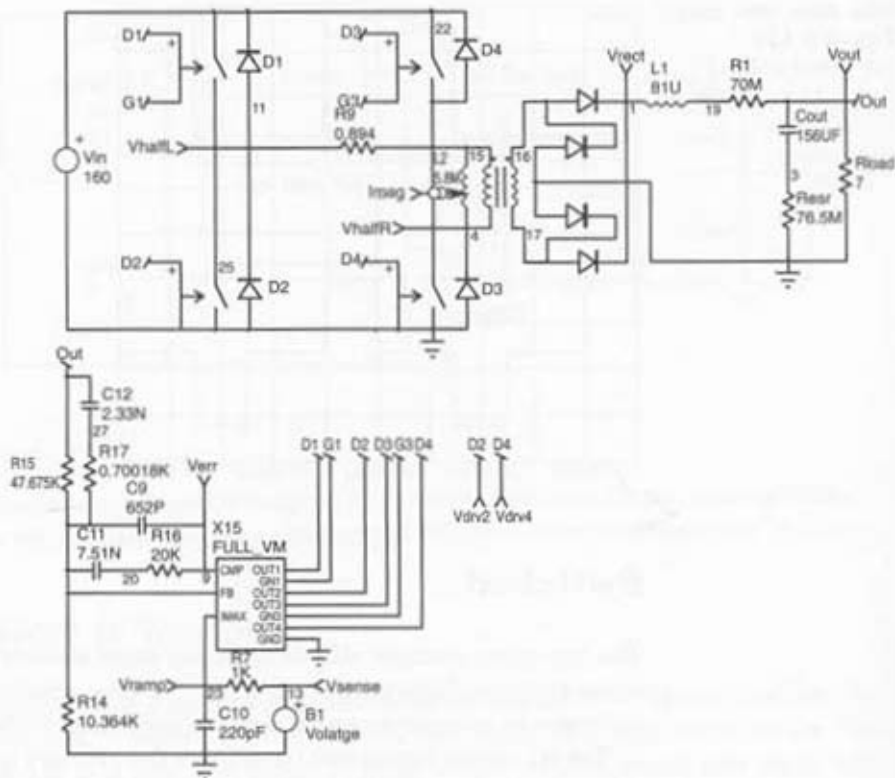 D1
D1
D3
22
D4
G1
11
G3
R9
0.894
VhalfL
Vin
160
15
16
L2
Imag
VhalfR
4
17
D2
25
D2
D4
D3
Vrect
L1
81U
19
R1
70M
Vout
Out
Cout
156UF
3
Resr
76.5M
Rload
7
Out
C12
2.33N
27
R17
0.70018K
R15
47.675K
C9
652P
Verr
C11
7.51N
R16
20K
20
9
X15
FULL_VM
CMP
FB
IMAX
OUT1
GN1
OUT2
OUT3
GN3
OUT4
GND
D1 G1 D2 D3 G3 D4
D2 D4
Vdrv2 Vdrv4
R7
1K
Vramp
23
13
Vsense
R14
10.364K
C10
220pF
B1
Volatge